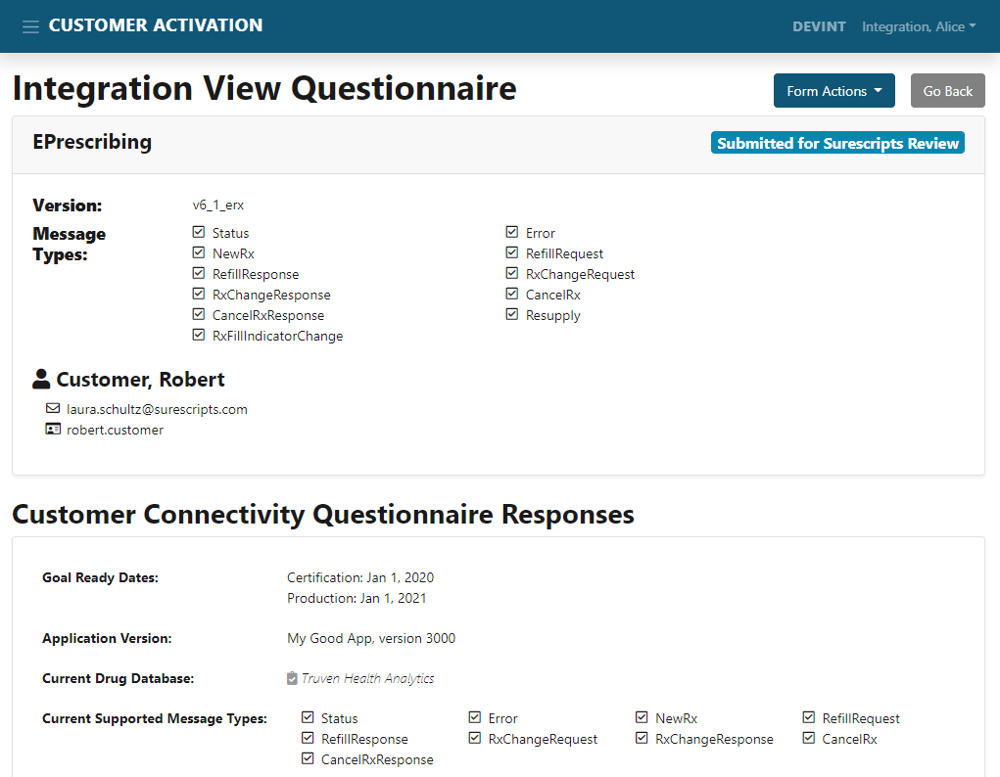 CUSTOMER ACTIVATION DEVINT Integration, Alice
Integration View Questionnaire Form Actions Go Back
EPrescribing Submitted for Surescripts Review
Version: v6_1_erx
Message Types:
Status Error
NewRx RefillRequest
RefillResponse RxChangeRequest
RxChangeResponse CancelRx
CancelRxResponse Resupply
RxFillIndicatorChange
Customer, Robert
laura.schultz@surescripts.com
robert.customer
Customer Connectivity Questionnaire Responses
Goal Ready Dates: Certification: Jan 1, 2020
Production: Jan 1, 2021
Application Version: My Good App, version 3000
Current Drug Database: Truven Health Analytics
Current Supported Message Types: Status Error NewRx RefillRequest
RefillResponse RxChangeRequest RxChangeResponse CancelRx
CancelRxResponse